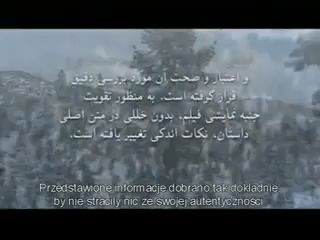 و اعتبار و صحت آن مورد بررسی دقیق
قرار گرفته است. به منظور تقویت
جنبه نمایشی فیلم، بدون خللی در متن اصلی
داستان، نکات اندکی تغییر یافته است.
Przedstawione informacje dobrano tak dokładnie
by nie straciły nic ze swojej autentyczności